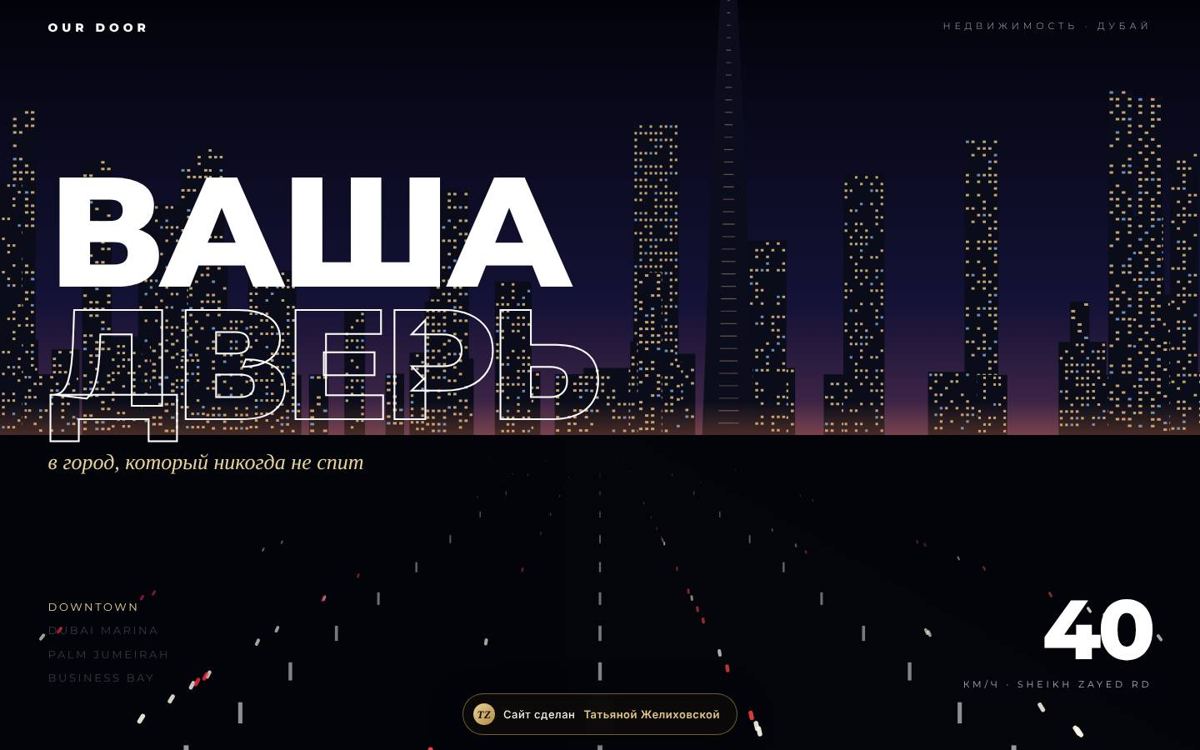 OUR DOOR
НЕДВИЖИМОСТЬ · ДУБАЙ
ВАША
ДВЕРЬ
в город, который никогда не спит
DOWNTOWN
DUBAI MARINA
PALM JUMEIRAH
BUSINESS BAY
40
КМ/Ч · SHEIKH ZAYED RD
TZ Сайт сделан Татьяной Желиховской